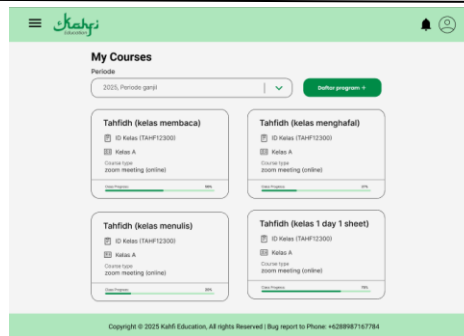 Kahfi
Education
My Courses
Periode
2025, Periode ganjil
Daftar program +
Tahfidh (kelas membaca)
ID Kelas (TAHF12300)
Kelas A
Course type
zoom meeting (online)
Class Progress
Tahfidh (kelas menghafal)
ID Kelas (TAHF12300)
Kelas A
Course type
zoom meeting (online)
Class Progress
Tahfidh (kelas menulis)
ID Kelas (TAHF12300)
Kelas A
Course type
zoom meeting (online)
Class Progress
Tahfidh (kelas 1 day 1 sheet)
ID Kelas (TAHF12300)
Kelas A
Course type
zoom meeting (online)
Class Progress
Copyright © 2025 Kahfi Education, All rights Reserved | Bug report to Phone: +6288987167784